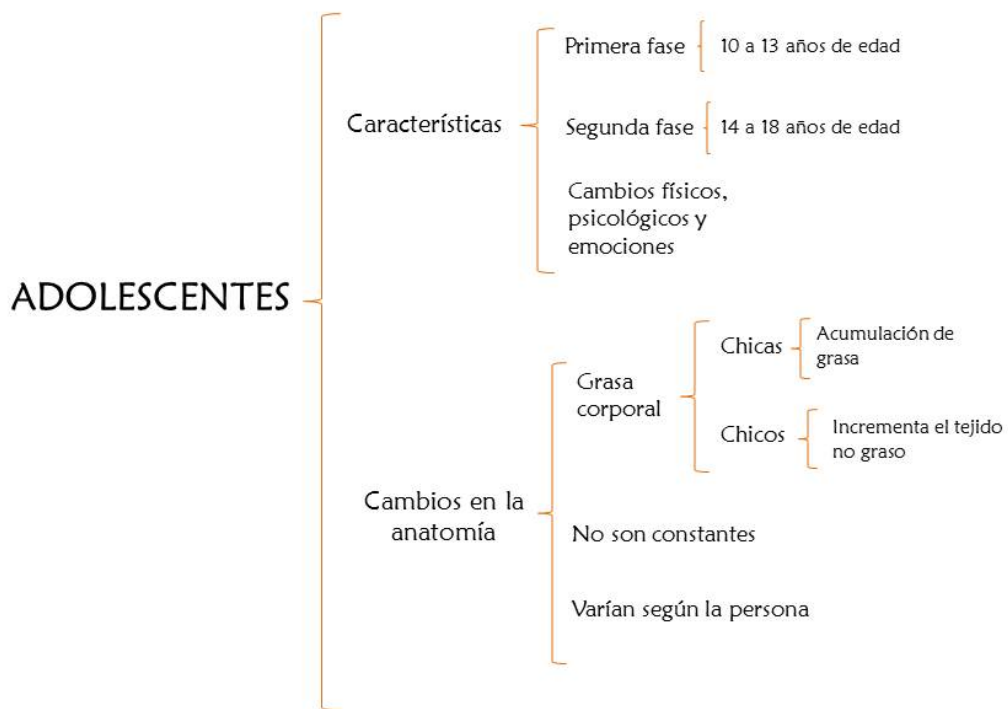 ADOLESCENTES
Características
Primera fase
10 a 13 años de edad
Segunda fase
14 a 18 años de edad
Cambios físicos,
psicológicos y
emociones
Cambios en la
anatomía
Grasa
corporal
Chicas
Acumulación de
grasa
Chicos
Incrementa el tejido
no graso
No son constantes
Varían según la persona